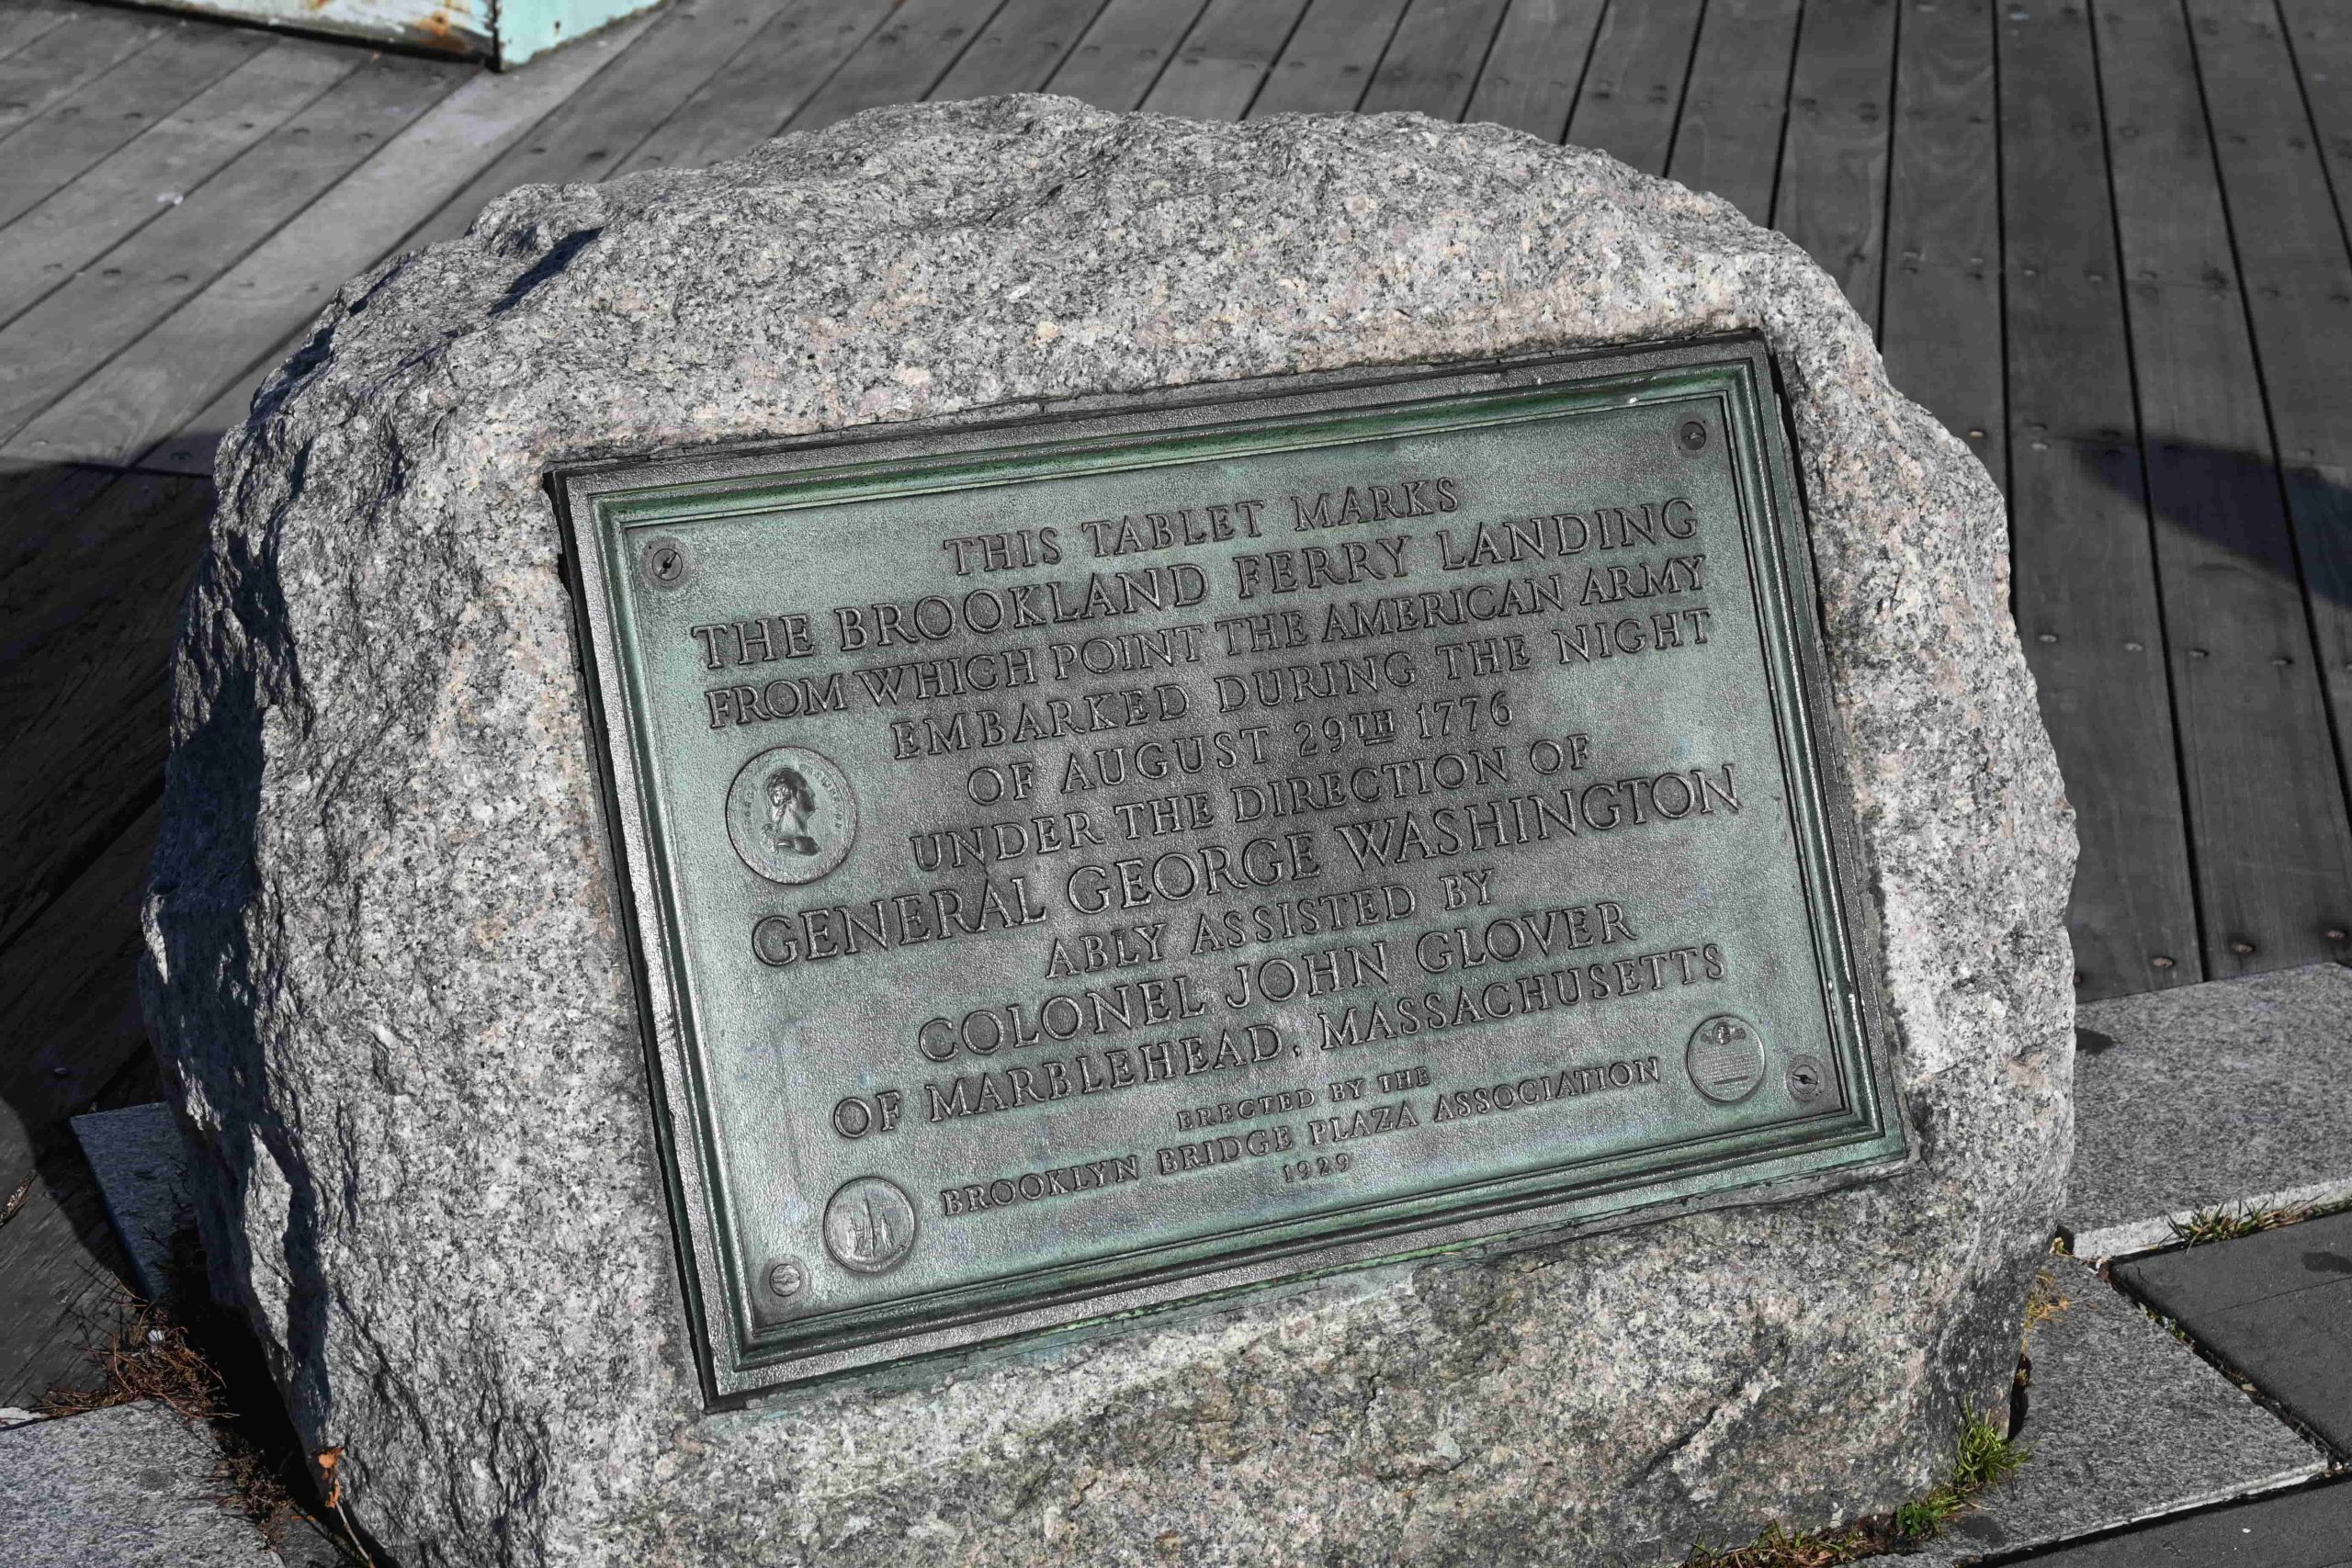 THIS TABLET MARKS
THE BROOKLAND FERRY LANDING
FROM WHICH POINT THE AMERICAN ARMY
EMBARKED DURING THE NIGHT
OF AUGUST 29TH 1776
UNDER THE DIRECTION OF
GENERAL GEORGE WASHINGTON
ABLY ASSISTED BY
COLONEL JOHN GLOVER
OF MARBLEHEAD, MASSACHUSETTS
ERECTED BY THE
BROOKLYN BRIDGE PLAZA ASSOCIATION
1929